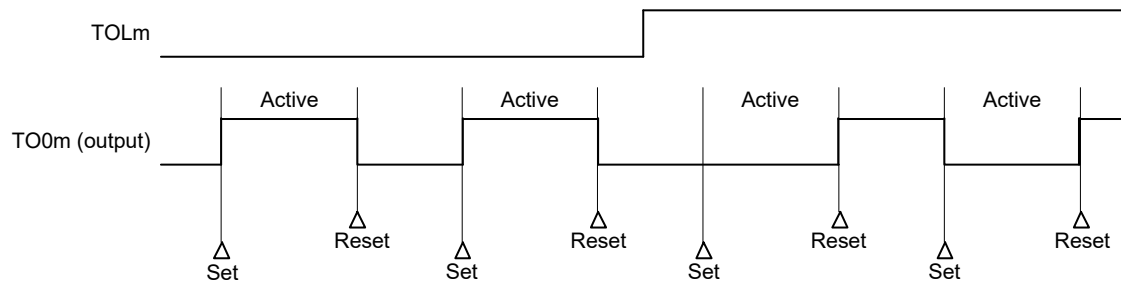 TOLm
Active
Active
Active
Active
TO0m (output)
Reset
Reset
Reset
Reset
Set
Set
Set
Set